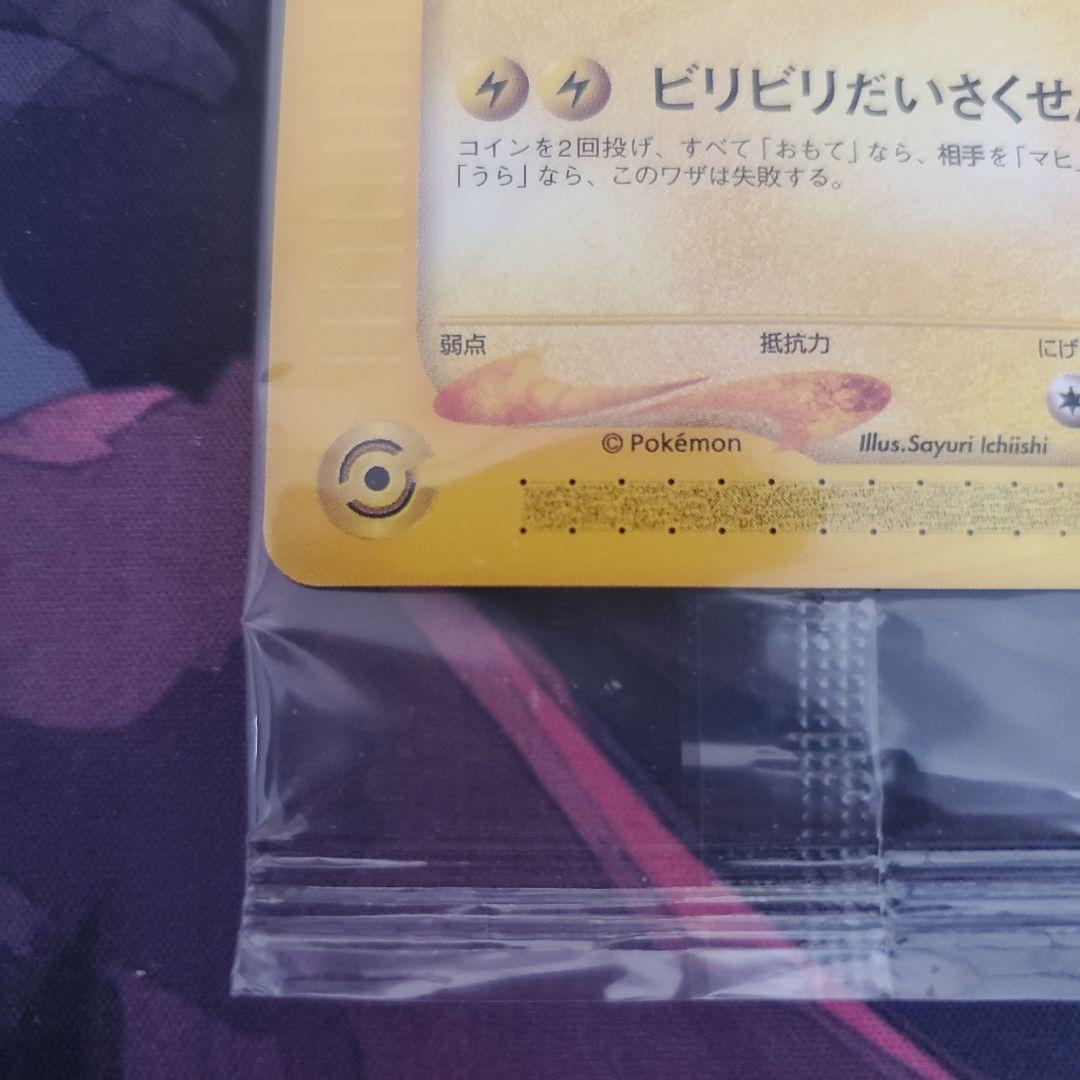 ビリビリだいさくせ
コインを2回投げ、すべて「おもて」なら、相手を「マヒ」
「うら」なら、このワザは失敗する。
弱点 抵抗力 にげ
© Pokémon Illus.Sayuri Ichiishi